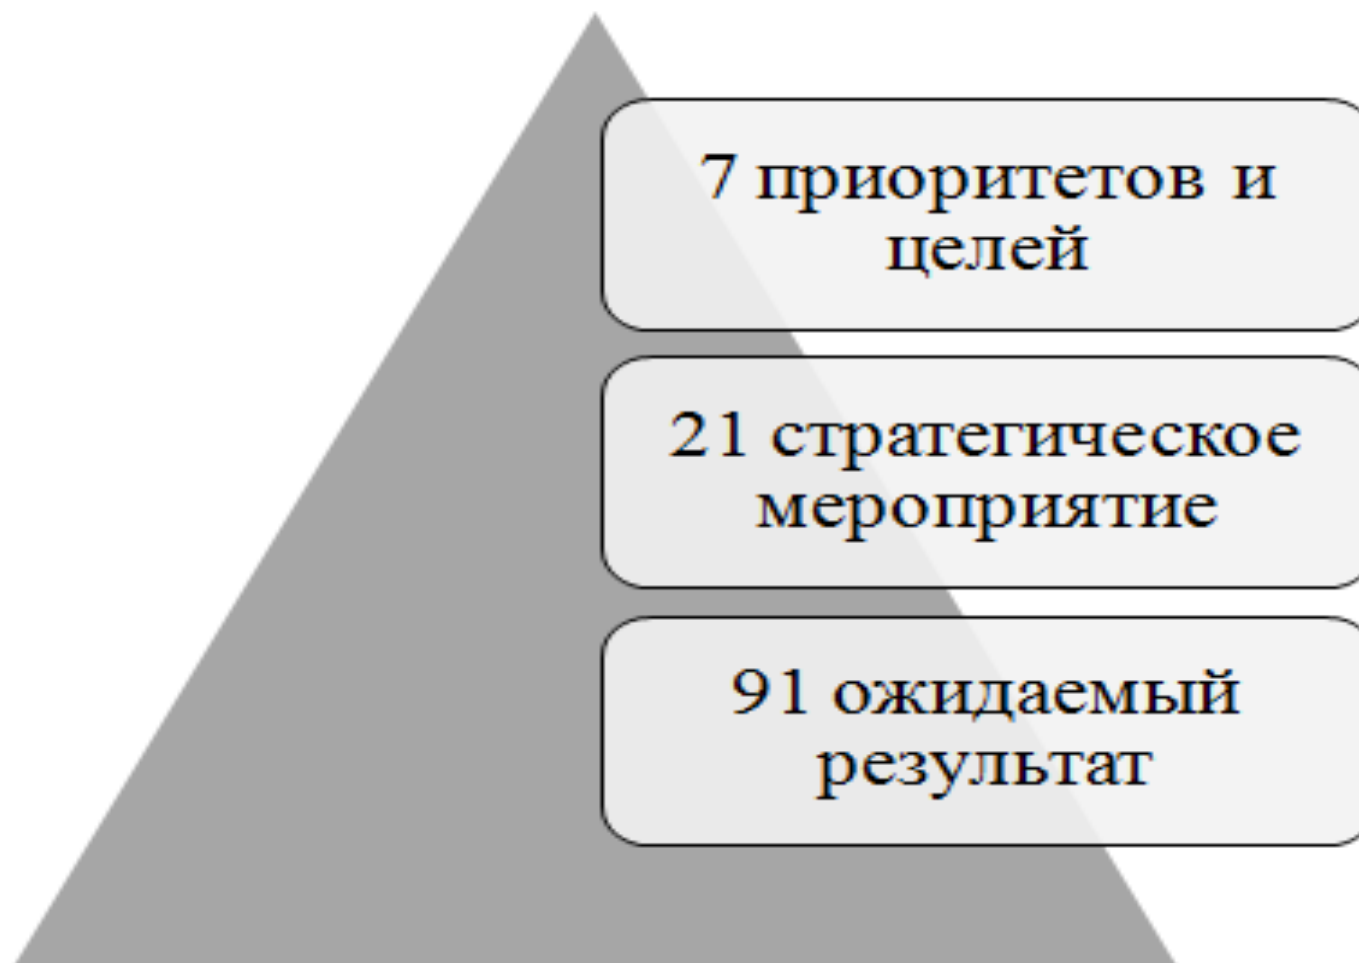 7 приоритетов и
целей
21 стратегическое
мероприятие
91 ожидаемый
результат